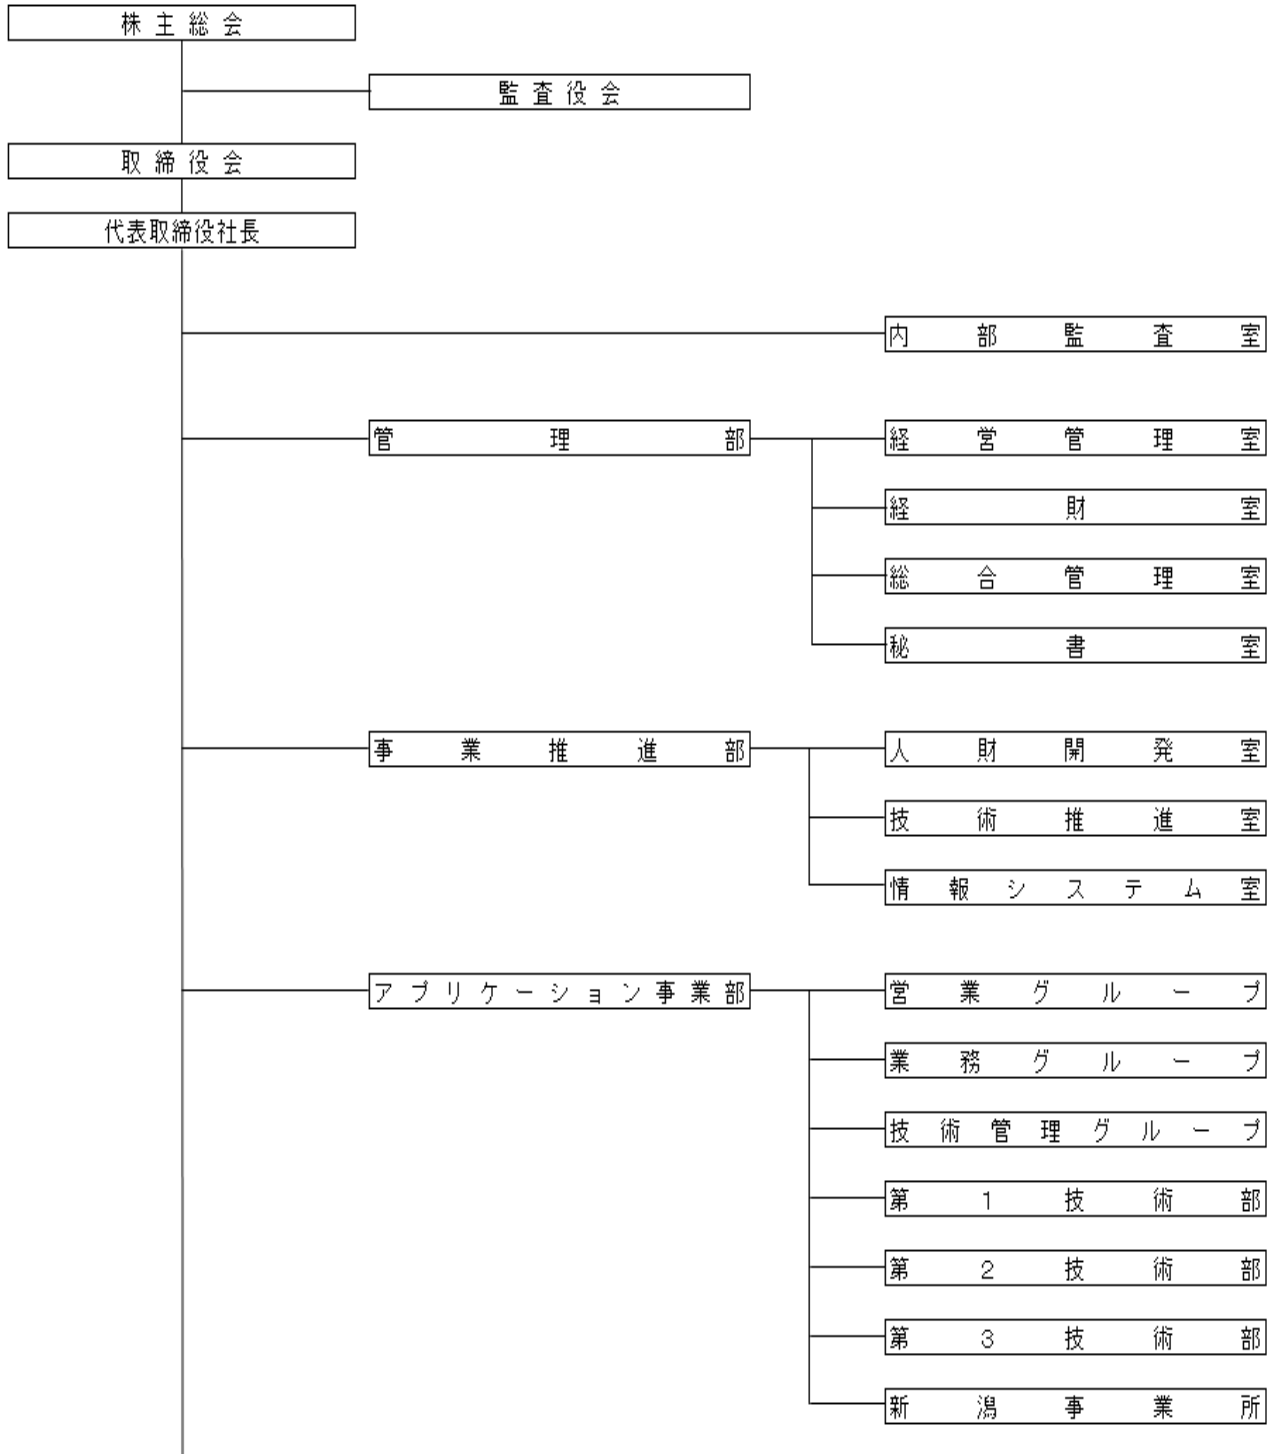 株主総会
監査役会
取締役会
代表取締役社長
内部監査室
管理部 経営管理室
経財室
総合管理室
秘書室
事業推進部 人財開発室
技術推進室
情報システム室
アプリケーション事業部 営業グループ
業務グループ
技術管理グループ
第1技術部
第2技術部
第3技術部
新潟事業所